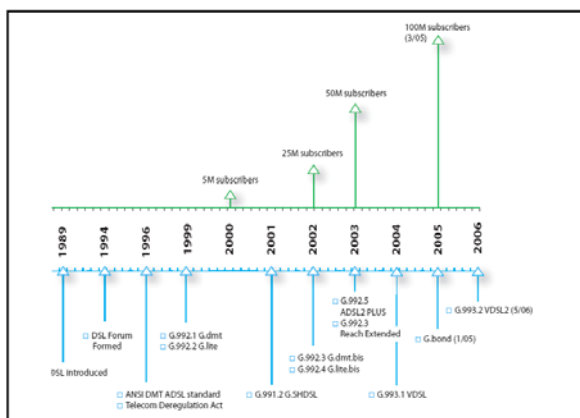 100M subscribers
(3/05)
50M subscribers
25M subscribers
5M subscribers
1989
1994
1996
1999
2000
2001
2002
2003
2004
2005
2006
G.992.5
ADSL2 PLUS
G.992.3
Reach Extended
G.993.2 VDSL2 (5/06)
DSL Forum
Formed
G.992.1 G.dmt
G.992.2 G.lite
G.bond (1/05)
G.992.3 G.dmt.bis
G.992.4 G.lite.bis
DSL introduced
ANSI DMT ADSL standard
Telecom Deregulation Act
G.991.2 G.SHDSL
G.993.1 VDSL